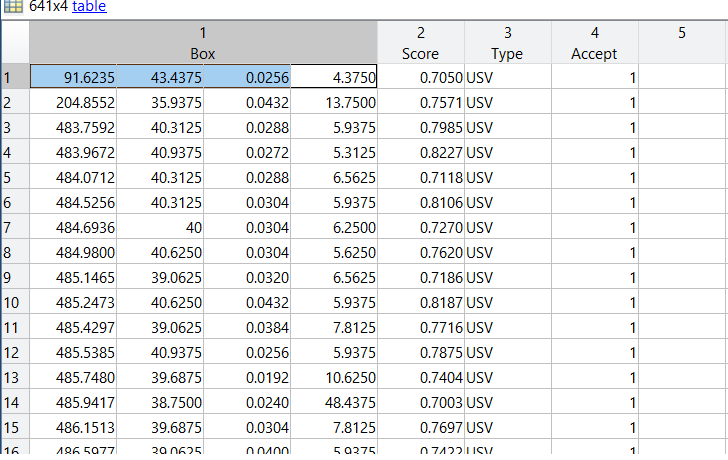 641x4 table
1 2 3 4 5
Box Score Type Accept
1 91.6235 43.4375 0.0256 4.3750 0.7050 USV 1
2 204.8552 35.9375 0.0432 13.7500 0.7571 USV 1
3 483.7592 40.3125 0.0288 5.9375 0.7985 USV 1
4 483.9672 40.9375 0.0272 5.3125 0.8227 USV 1
5 484.0712 40.3125 0.0288 6.5625 0.7118 USV 1
6 484.5256 40.3125 0.0304 5.9375 0.8106 USV 1
7 484.6936 40 0.0304 6.2500 0.7270 USV 1
8 484.9800 40.6250 0.0304 5.6250 0.7620 USV 1
9 485.1465 39.0625 0.0320 6.5625 0.7186 USV 1
10 485.2473 40.6250 0.0432 5.9375 0.8187 USV 1
11 485.4297 39.0625 0.0384 7.8125 0.7716 USV 1
12 485.5385 40.9375 0.0256 5.9375 0.7875 USV 1
13 485.7480 39.6875 0.0192 10.6250 0.7404 USV 1
14 485.9417 38.7500 0.0240 48.4375 0.7003 USV 1
15 486.1513 39.6875 0.0304 7.8125 0.7697 USV 1
16 486.5977 39.0625 0.0400 5.9375 0.7422 USV 1